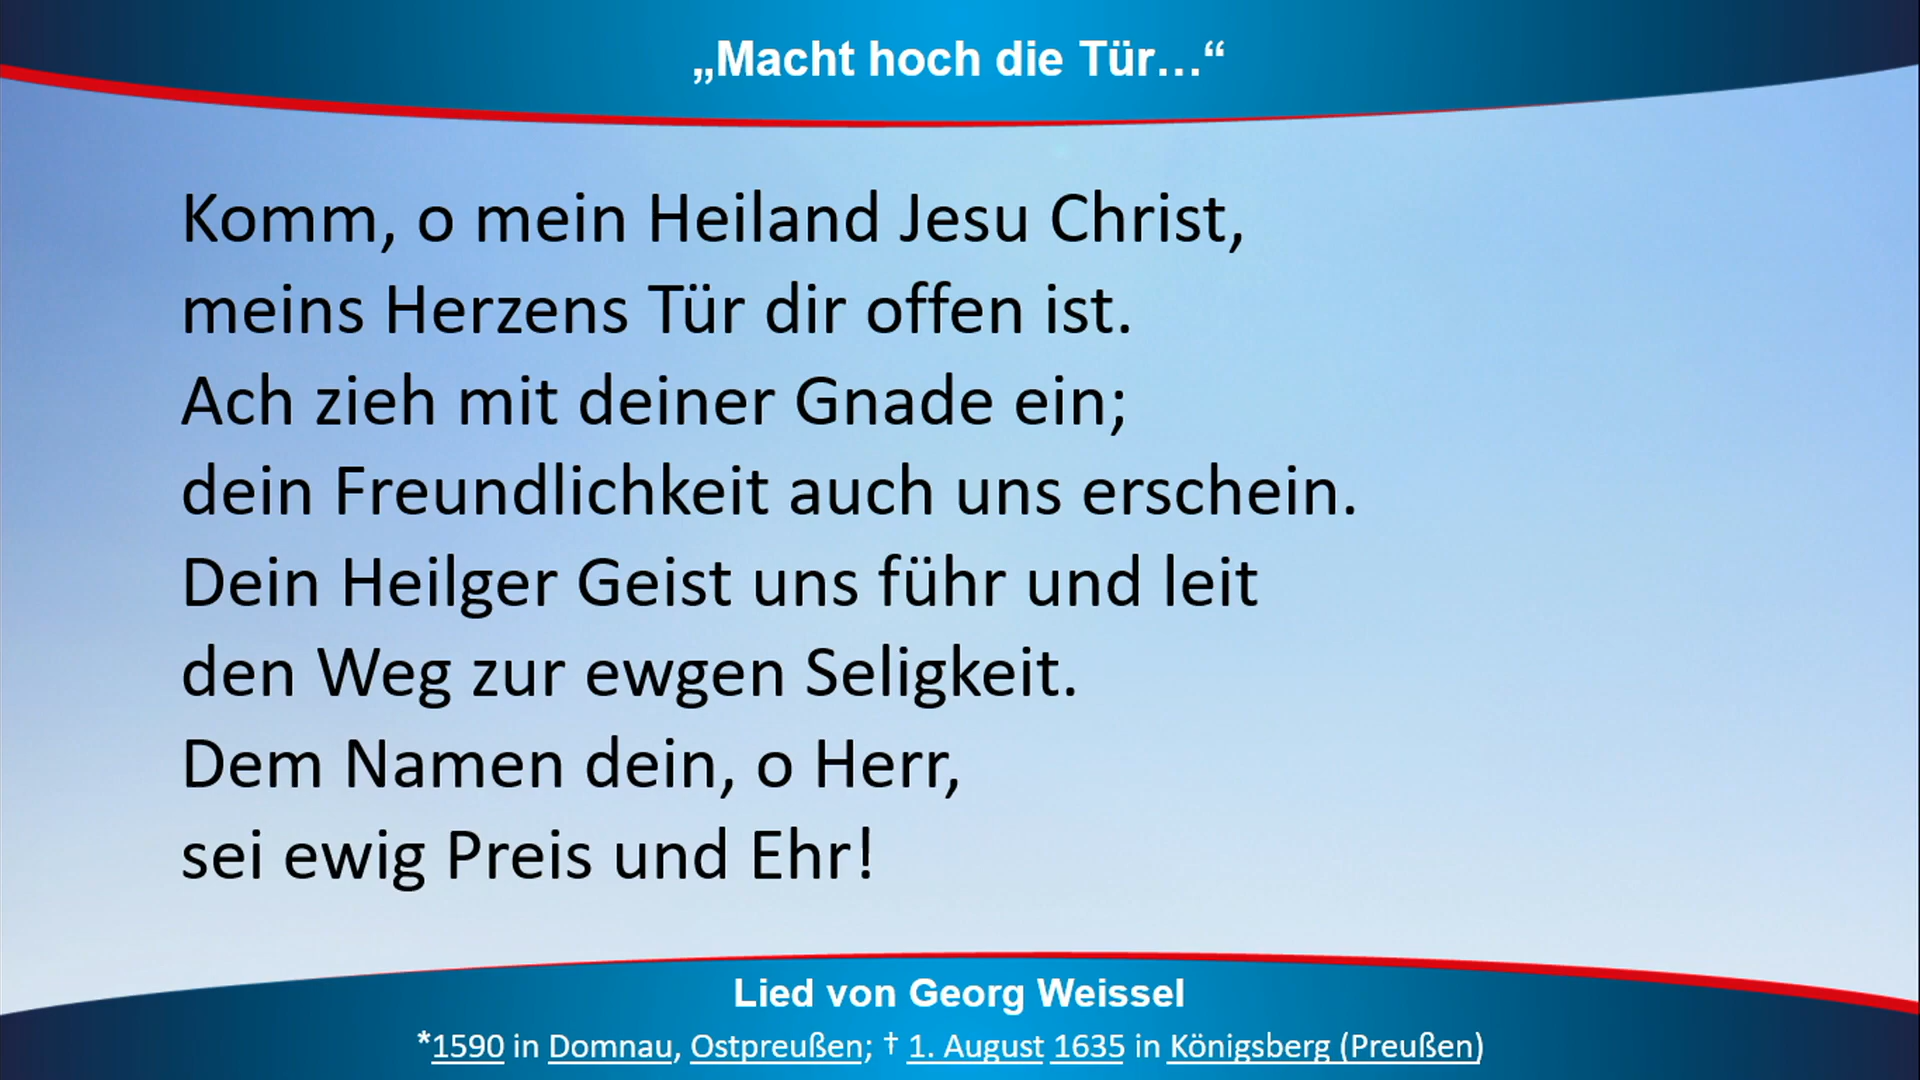 „Macht hoch die Tür…“
Komm, o mein Heiland Jesu Christ,
meins Herzens Tür dir offen ist.
Ach zieh mit deiner Gnade ein;
dein Freundlichkeit auch uns erschein.
Dein Heilger Geist uns führ und leit
den Weg zur ewgen Seligkeit.
Dem Namen dein, o Herr,
sei ewig Preis und Ehr!
Lied von Georg Weissel
*1590 in Domnau, Ostpreußen; † 1. August 1635 in Königsberg (Preußen)